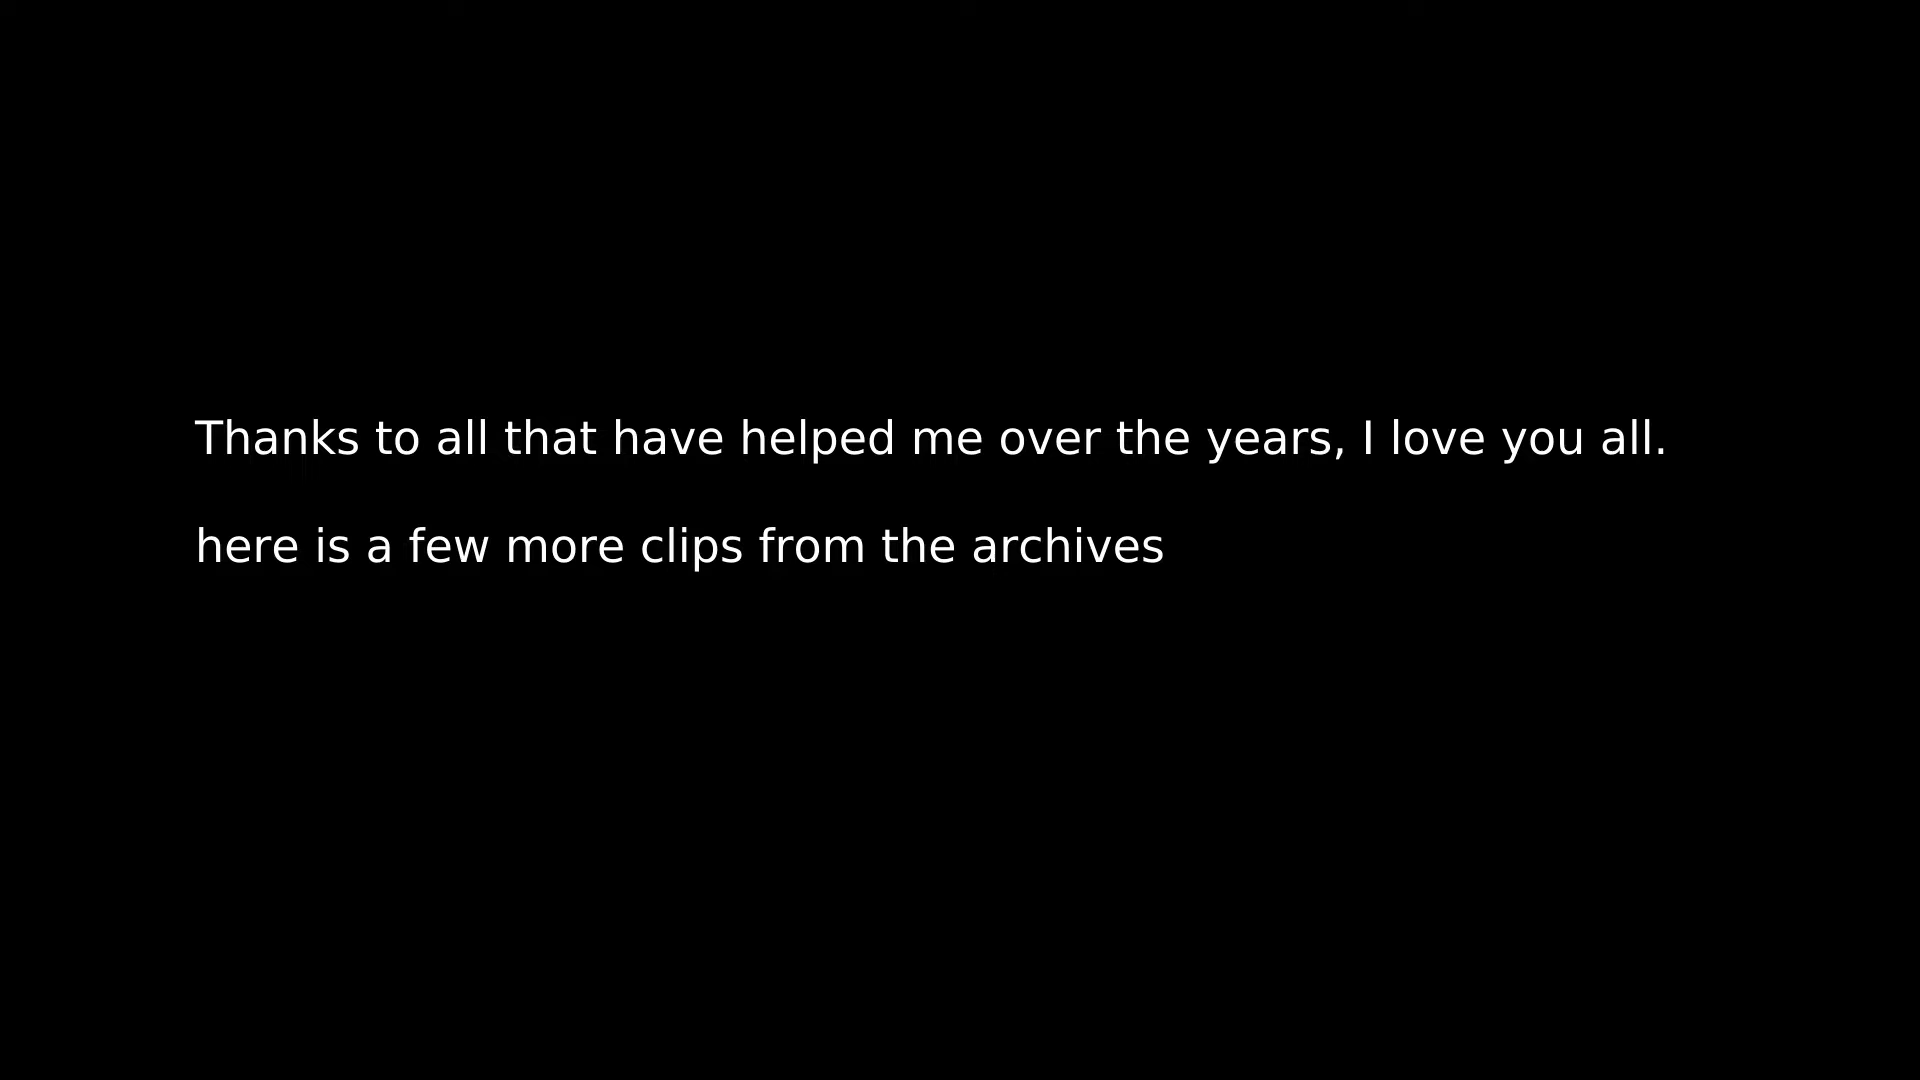 Thanks to all that have helped me over the years, I love you all.
here is a few more clips from the archives